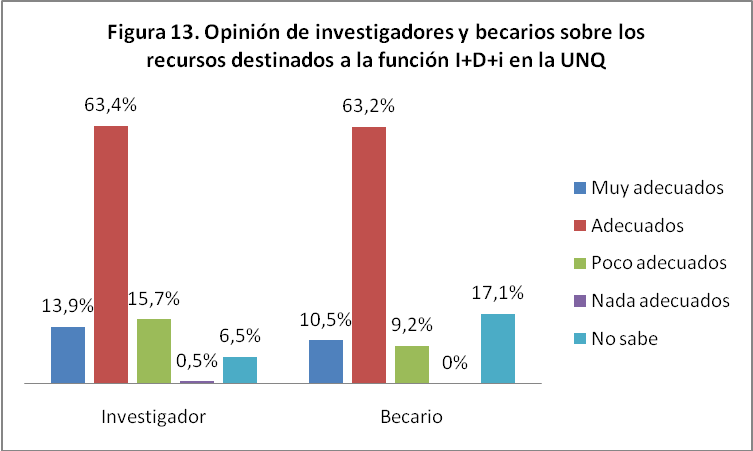 Figura 13. Opinión de investigadores y becarios sobre los
recursos destinados a la función I+D+i en la UNQ
63,4%
63,2%
13,9%
15,7%
0,5%
6,5%
10,5%
9,2%
0%
17,1%
Investigador
Becario
Muy adecuados
Adecuados
Poco adecuados
Nada adecuados
No sabe